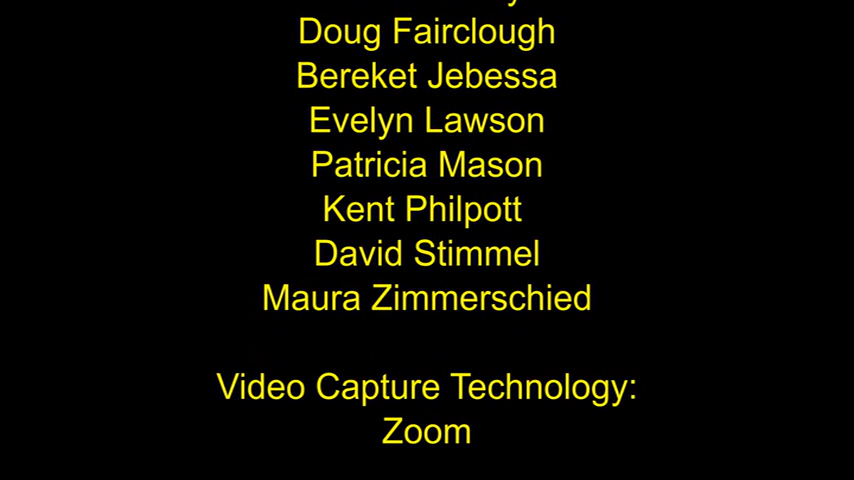 Doug Fairclough
Bereket Jebessa
Evelyn Lawson
Patricia Mason
Kent Philpott
David Stimmel
Maura Zimmerschied
Video Capture Technology:
Zoom